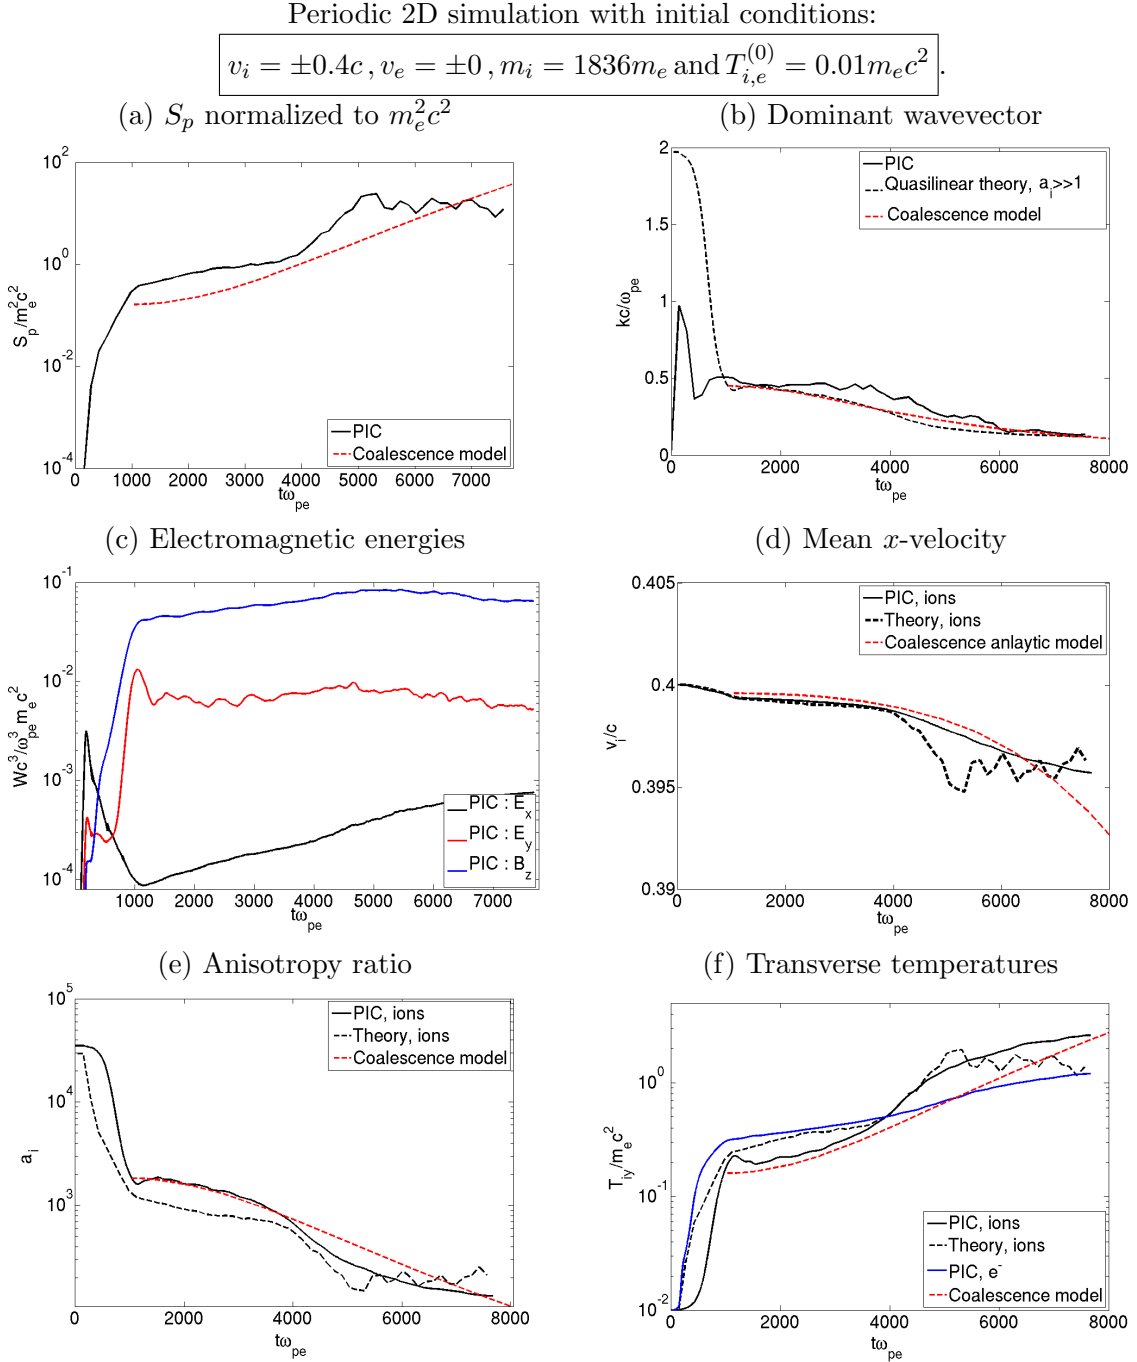 Periodic 2D simulation with initial conditions:
v_i = ±0.4c , v_e = ±0 , m_i = 1836m_e and T_{i,e}^{(0)} = 0.01m_ec^2 .
(a) S_p normalized to m_e^2c^2
10^2
10^0
10^-2
10^-4
S_p/m_e^2c^2
PIC
Coalescence model
0 1000 2000 3000 4000 5000 6000 7000
tω_pe
(b) Dominant wavevector
2
1.5
1
0.5
0
kc/ω_pe
PIC
Quasilinear theory, a_i>>1
Coalescence model
0 2000 4000 6000 8000
tω_pe
(c) Electromagnetic energies
10^-1
10^-2
10^-3
10^-4
Wc^3/ω_pe^3 m_ec^2
PIC : E_x
PIC : E_y
PIC : B_z
1000 2000 3000 4000 5000 6000 7000
tω_pe
(d) Mean x-velocity
0.405
0.4
0.395
0.39
v_i/c
PIC, ions
Theory, ions
Coalescence anlaytic model
0 2000 4000 6000 8000
tω_pe
(e) Anisotropy ratio
10^5
10^4
10^3
a_i
PIC, ions
Theory, ions
Coalescence model
0 2000 4000 6000 8000
tω_pe
(f) Transverse temperatures
10^0
10^-1
10^-2
T_iy/m_ec^2
PIC, ions
Theory, ions
PIC, e^-
Coalescence model
0 2000 4000 6000 8000
tω_pe